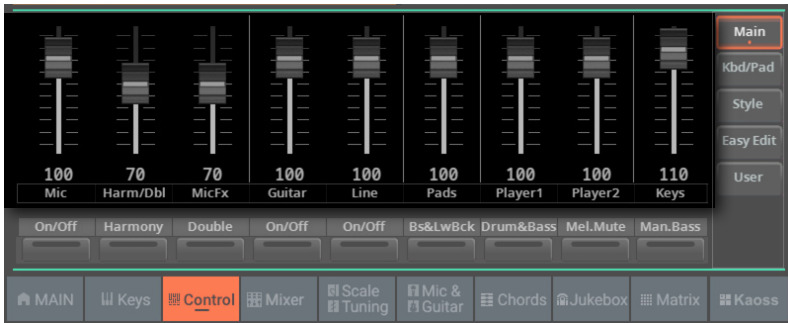 Main
Kbd/Pad
Style
Easy Edit
User
100 70 70 100 100 100 100 100 110
Mic Harm/Dbl MicFx Guitar Line Pads Player1 Player2 Keys
On/Off Harmony Double On/Off On/Off Bs&LwBck Drum&Bass Mel.Mute Man.Bass
MAIN Keys Control Mixer Scale Tuning Mic & Guitar Chords Jukebox Matrix Kaoss